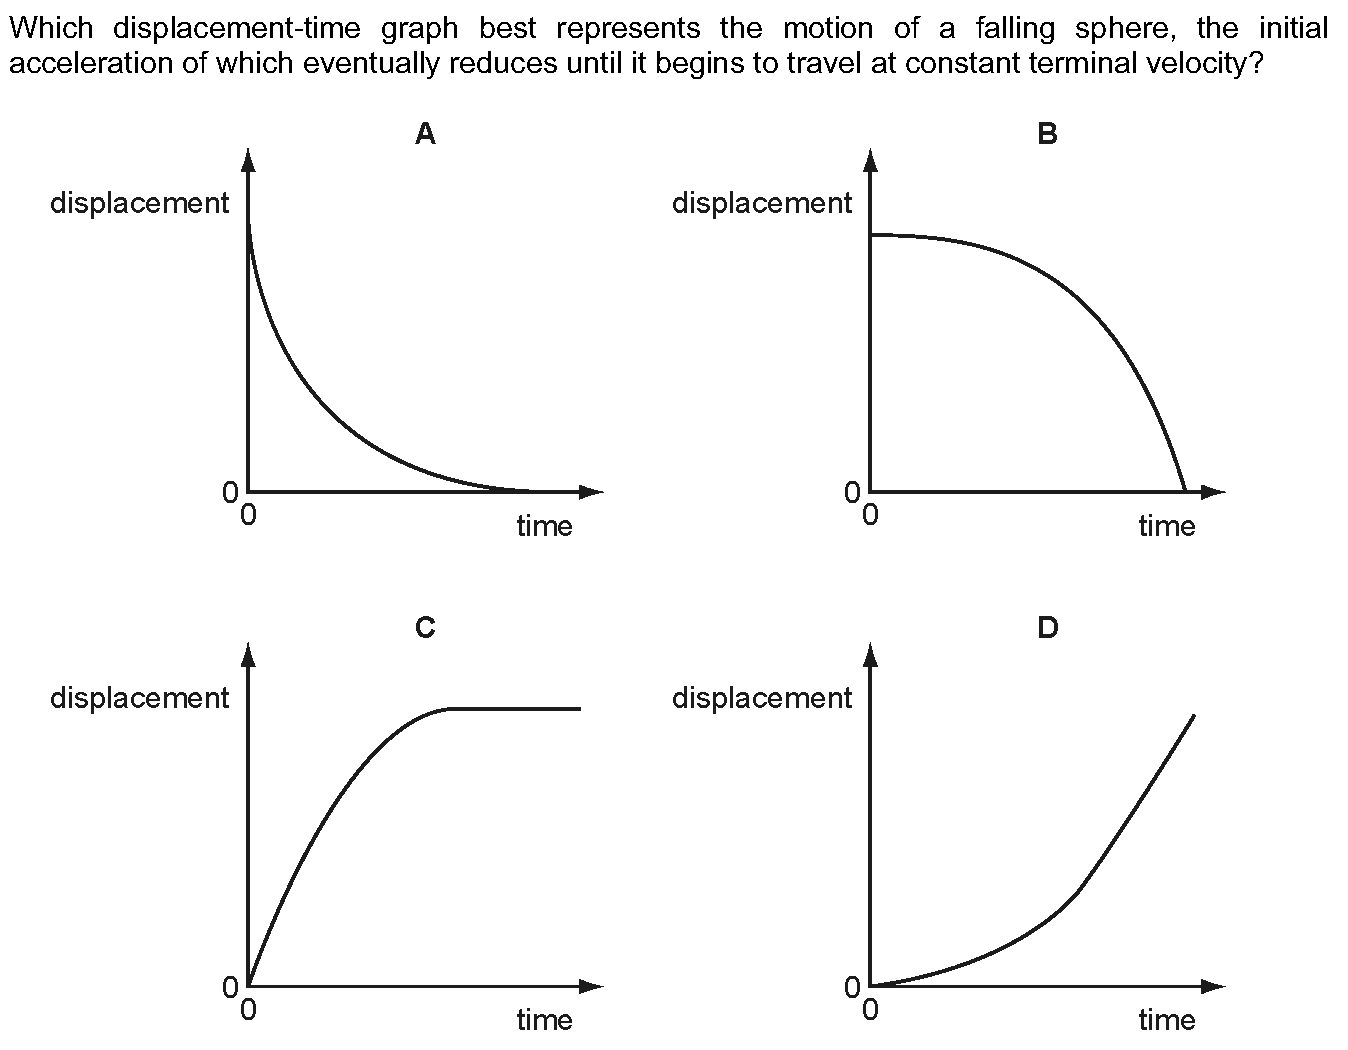 Which displacement-time graph best represents the motion of a falling sphere, the initial
acceleration of which eventually reduces until it begins to travel at constant terminal velocity?
A
B
displacement
displacement
0
0
0
time
0
time
C
D
displacement
displacement
0
0
0
time
0
time